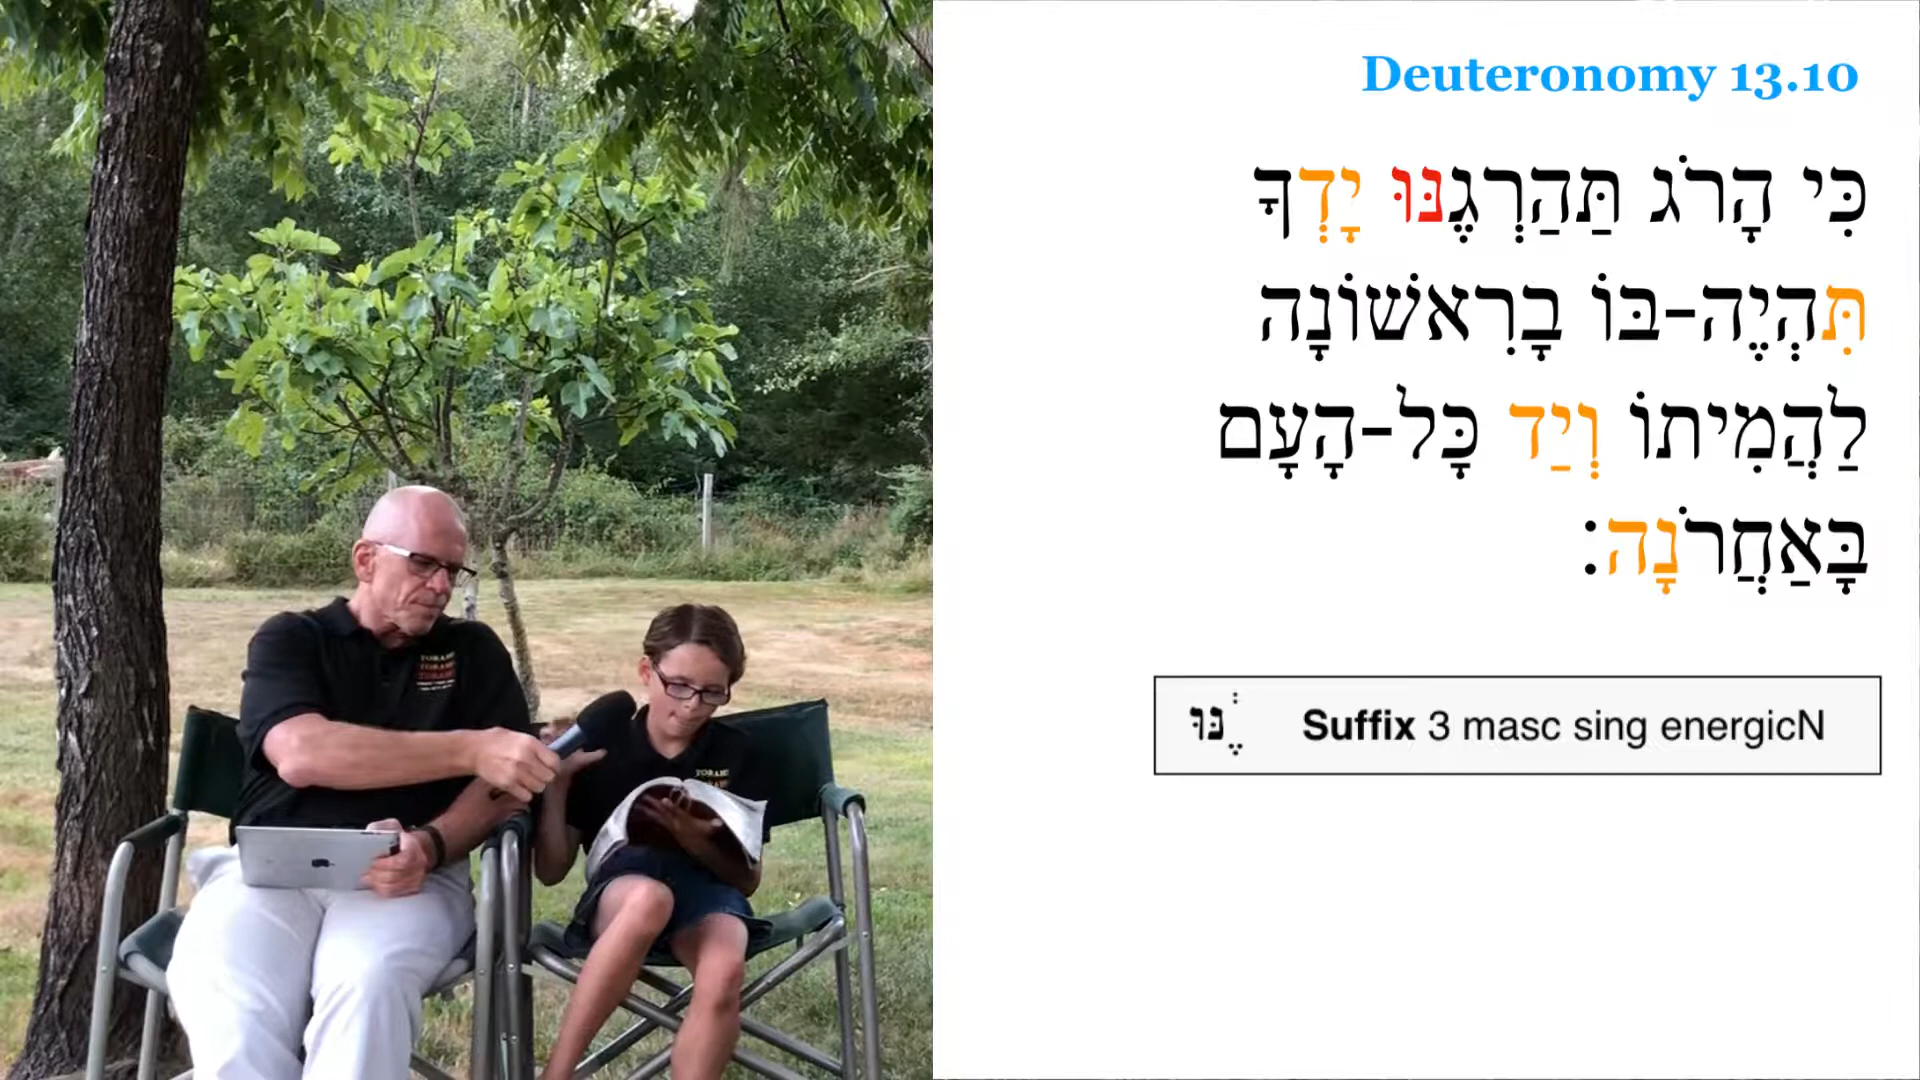 Deuteronomy 13.10
כִּי הָרֹג תַּהַרְגֶנּוּ יָדְךָ
תִּהְיֶה-בּוֹ בָרִאשׁוֹנָה
לַהֲמִיתוֹ וְיַד כָּל-הָעָם
בָּאַחֲרֹנָה:
ֶ֫נּוּ Suffix 3 masc sing energicN